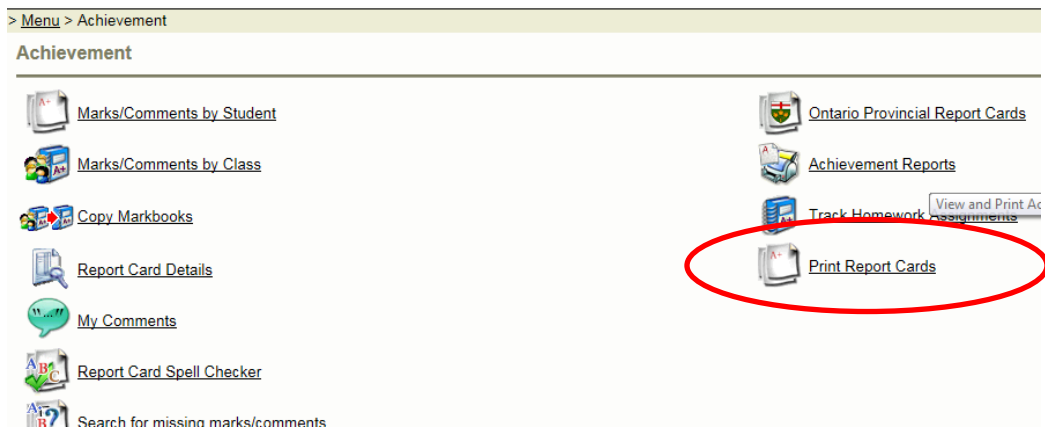 > Menu > Achievement
Achievement
Marks/Comments by Student
Marks/Comments by Class
Copy Markbooks
Report Card Details
My Comments
Report Card Spell Checker
Search for missing marks/comments
Ontario Provincial Report Cards
Achievement Reports
View and Print Ac
Track Homework Assignments
Print Report Cards